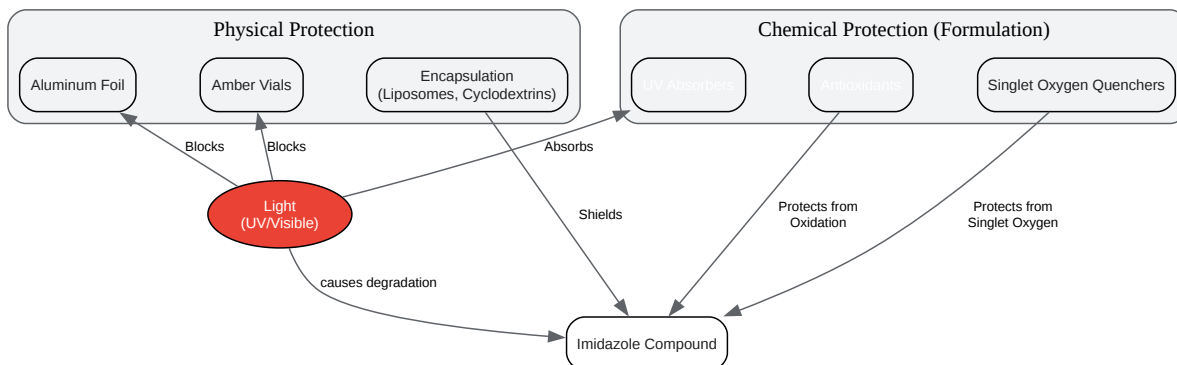 Physical Protection
Chemical Protection (Formulation)
Aluminum Foil
Amber Vials
Encapsulation
(Liposomes, Cyclodextrins)
UV Absorbers
Antioxidants
Singlet Oxygen Quenchers
Blocks
Blocks
Absorbs
Light
(UV/Visible)
Shields
Protects from
Oxidation
Protects from
Singlet Oxygen
causes degradation
Imidazole Compound